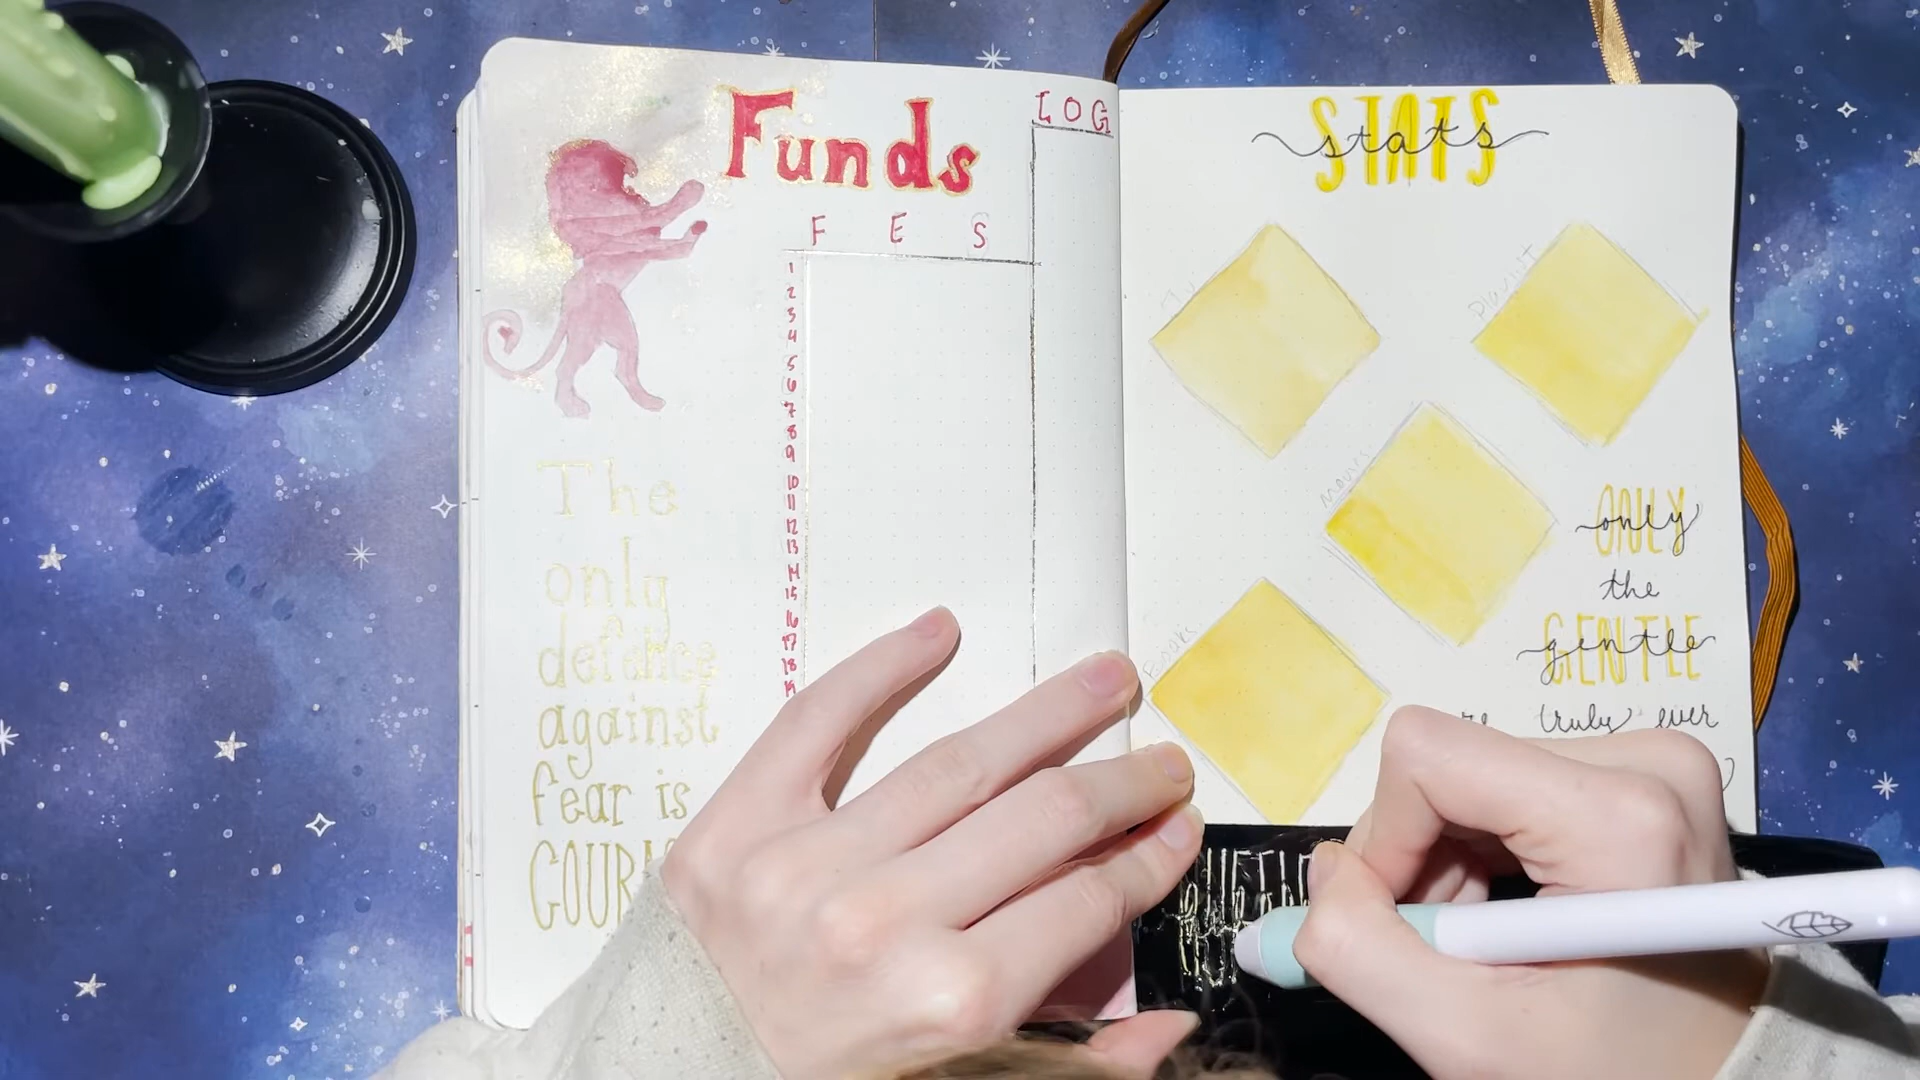 Funds
LOG
F E S
1
2
3
4
5
6
7
8
9
10
11
12
13
14
15
16
17
18
The
only
defence
against
fear is
STATS
stats
Tv
Movies
Books
ONLY
only
the
GENTLE
gentle
truly ever